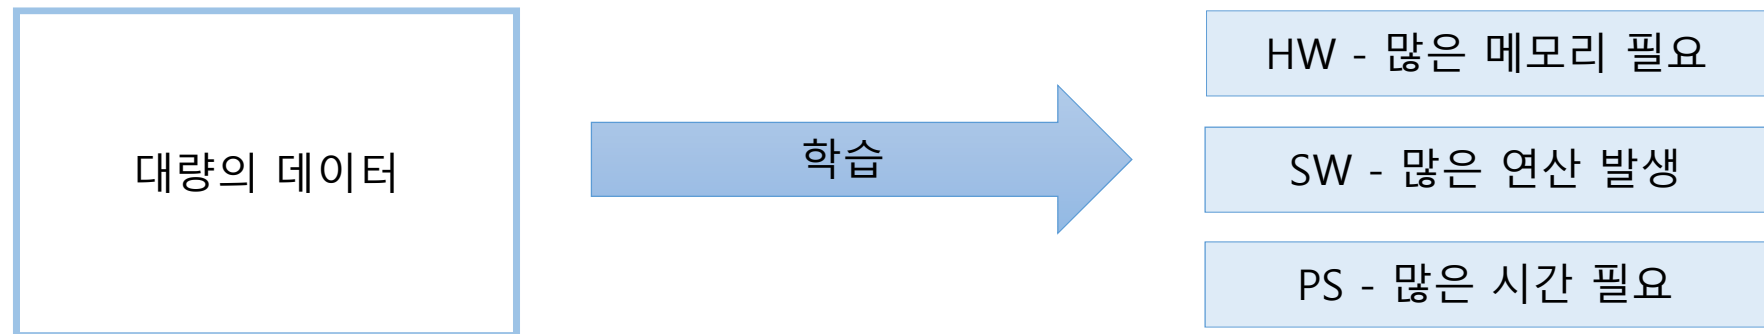 대량의 데이터
학습
HW - 많은 메모리 필요
SW - 많은 연산 발생
PS - 많은 시간 필요